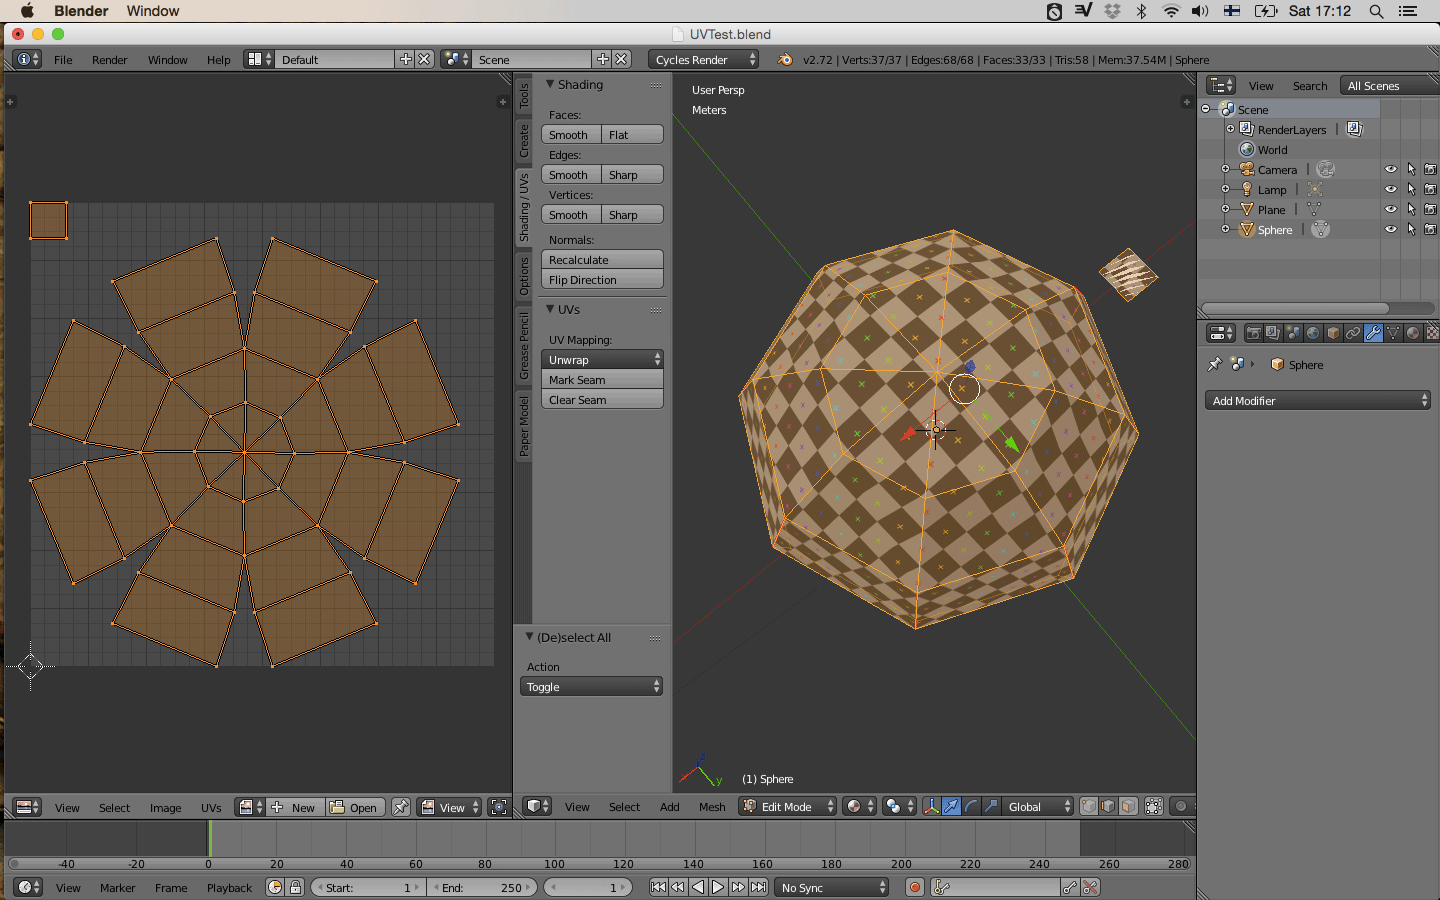 Blender Window Sat 17:12
UVTest.blend
File Render Window Help Default Scene Cycles Render v2.72 | Verts:37/37 | Edges:68/68 | Faces:33/33 | Tris:58 | Mem:37.54M | Sphere
Tools
Create
Shading / UVs
Options
Grease Pencil
Paper Model
Shading
Faces:
Smooth Flat
Edges:
Smooth Sharp
Vertices:
Smooth Sharp
Normals:
Recalculate
Flip Direction
UVs
UV Mapping:
Unwrap
Mark Seam
Clear Seam
(De)select All
Action
Toggle
User Persp
Meters
y
(1) Sphere
View Search All Scenes
Scene
RenderLayers |
World
Camera |
Lamp |
Plane |
Sphere |
Sphere
Add Modifier
View Select Image UVs New Open View
View Select Add Mesh Edit Mode Global
-40 -20 0 20 40 60 80 100 120 140 160 180 200 220 240 260 280
View Marker Frame Playback Start: 1 End: 250 1 No Sync